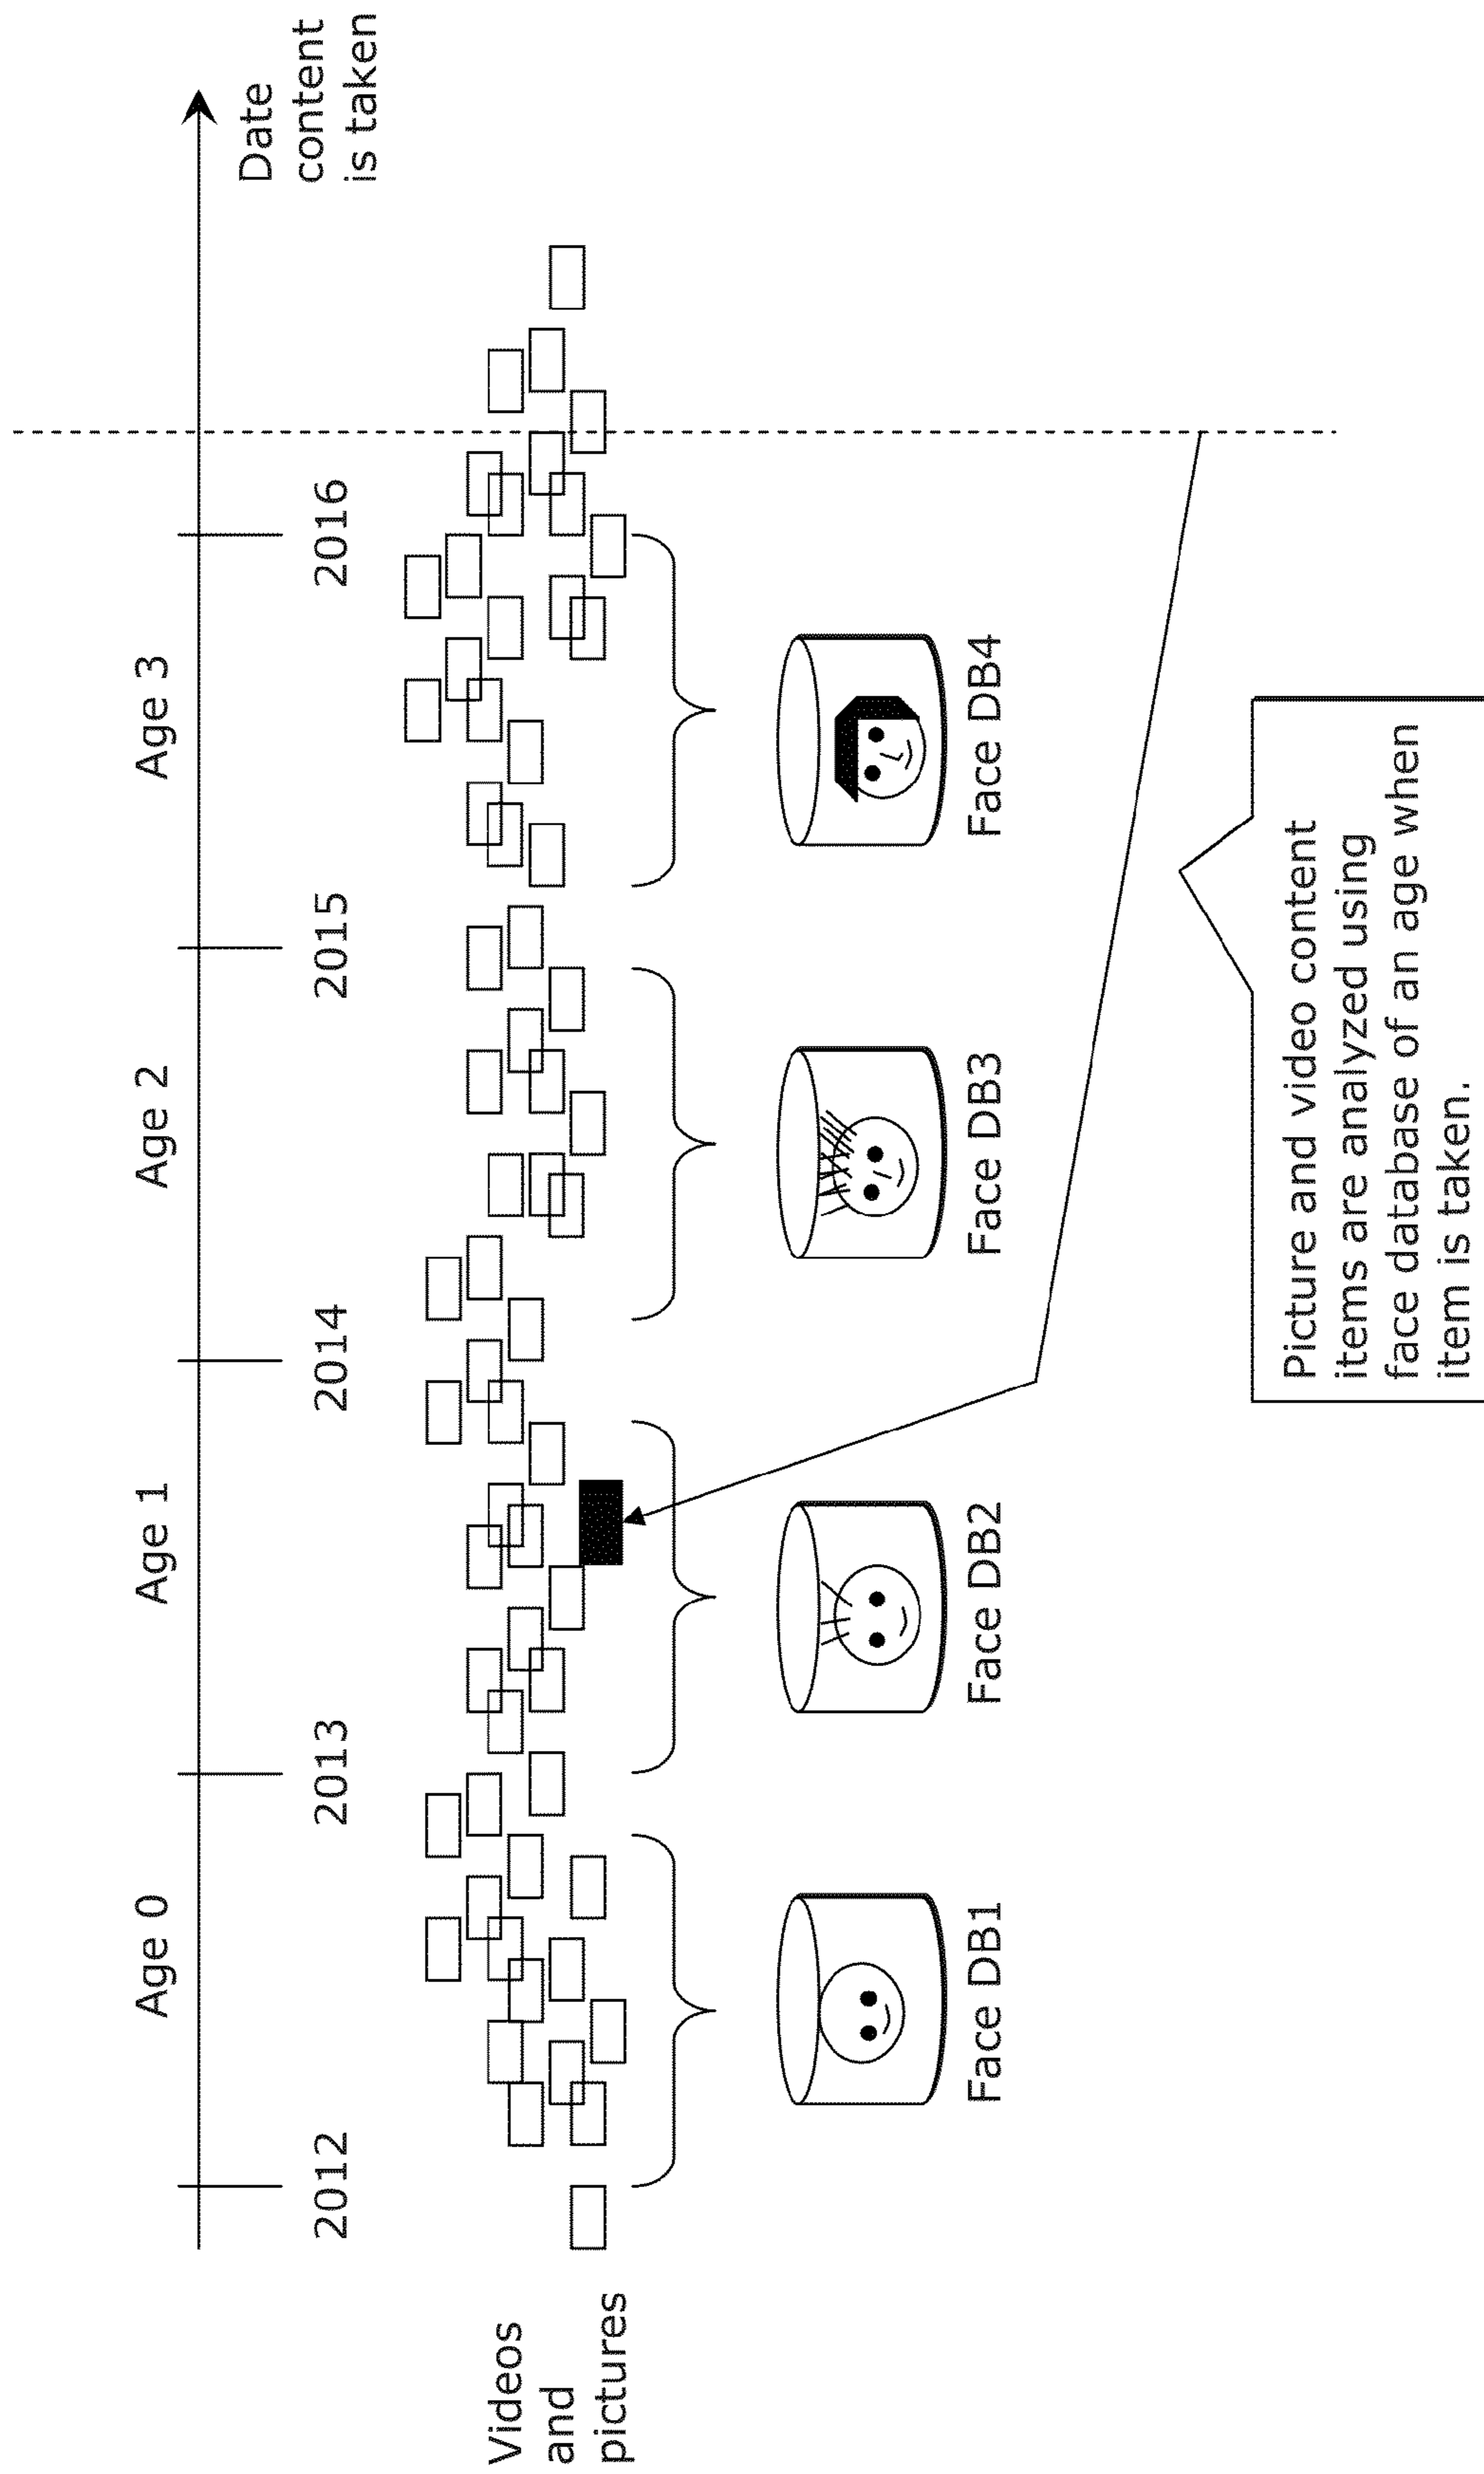 Age 0
Age 1
Age 2
Age 3
Date
content
is taken
2012
2013
2014
2015
2016
Videos
and
pictures
Face DB1
Face DB2
Face DB3
Face DB4
Picture and video content
items are analyzed using
face database of an age when
item is taken.